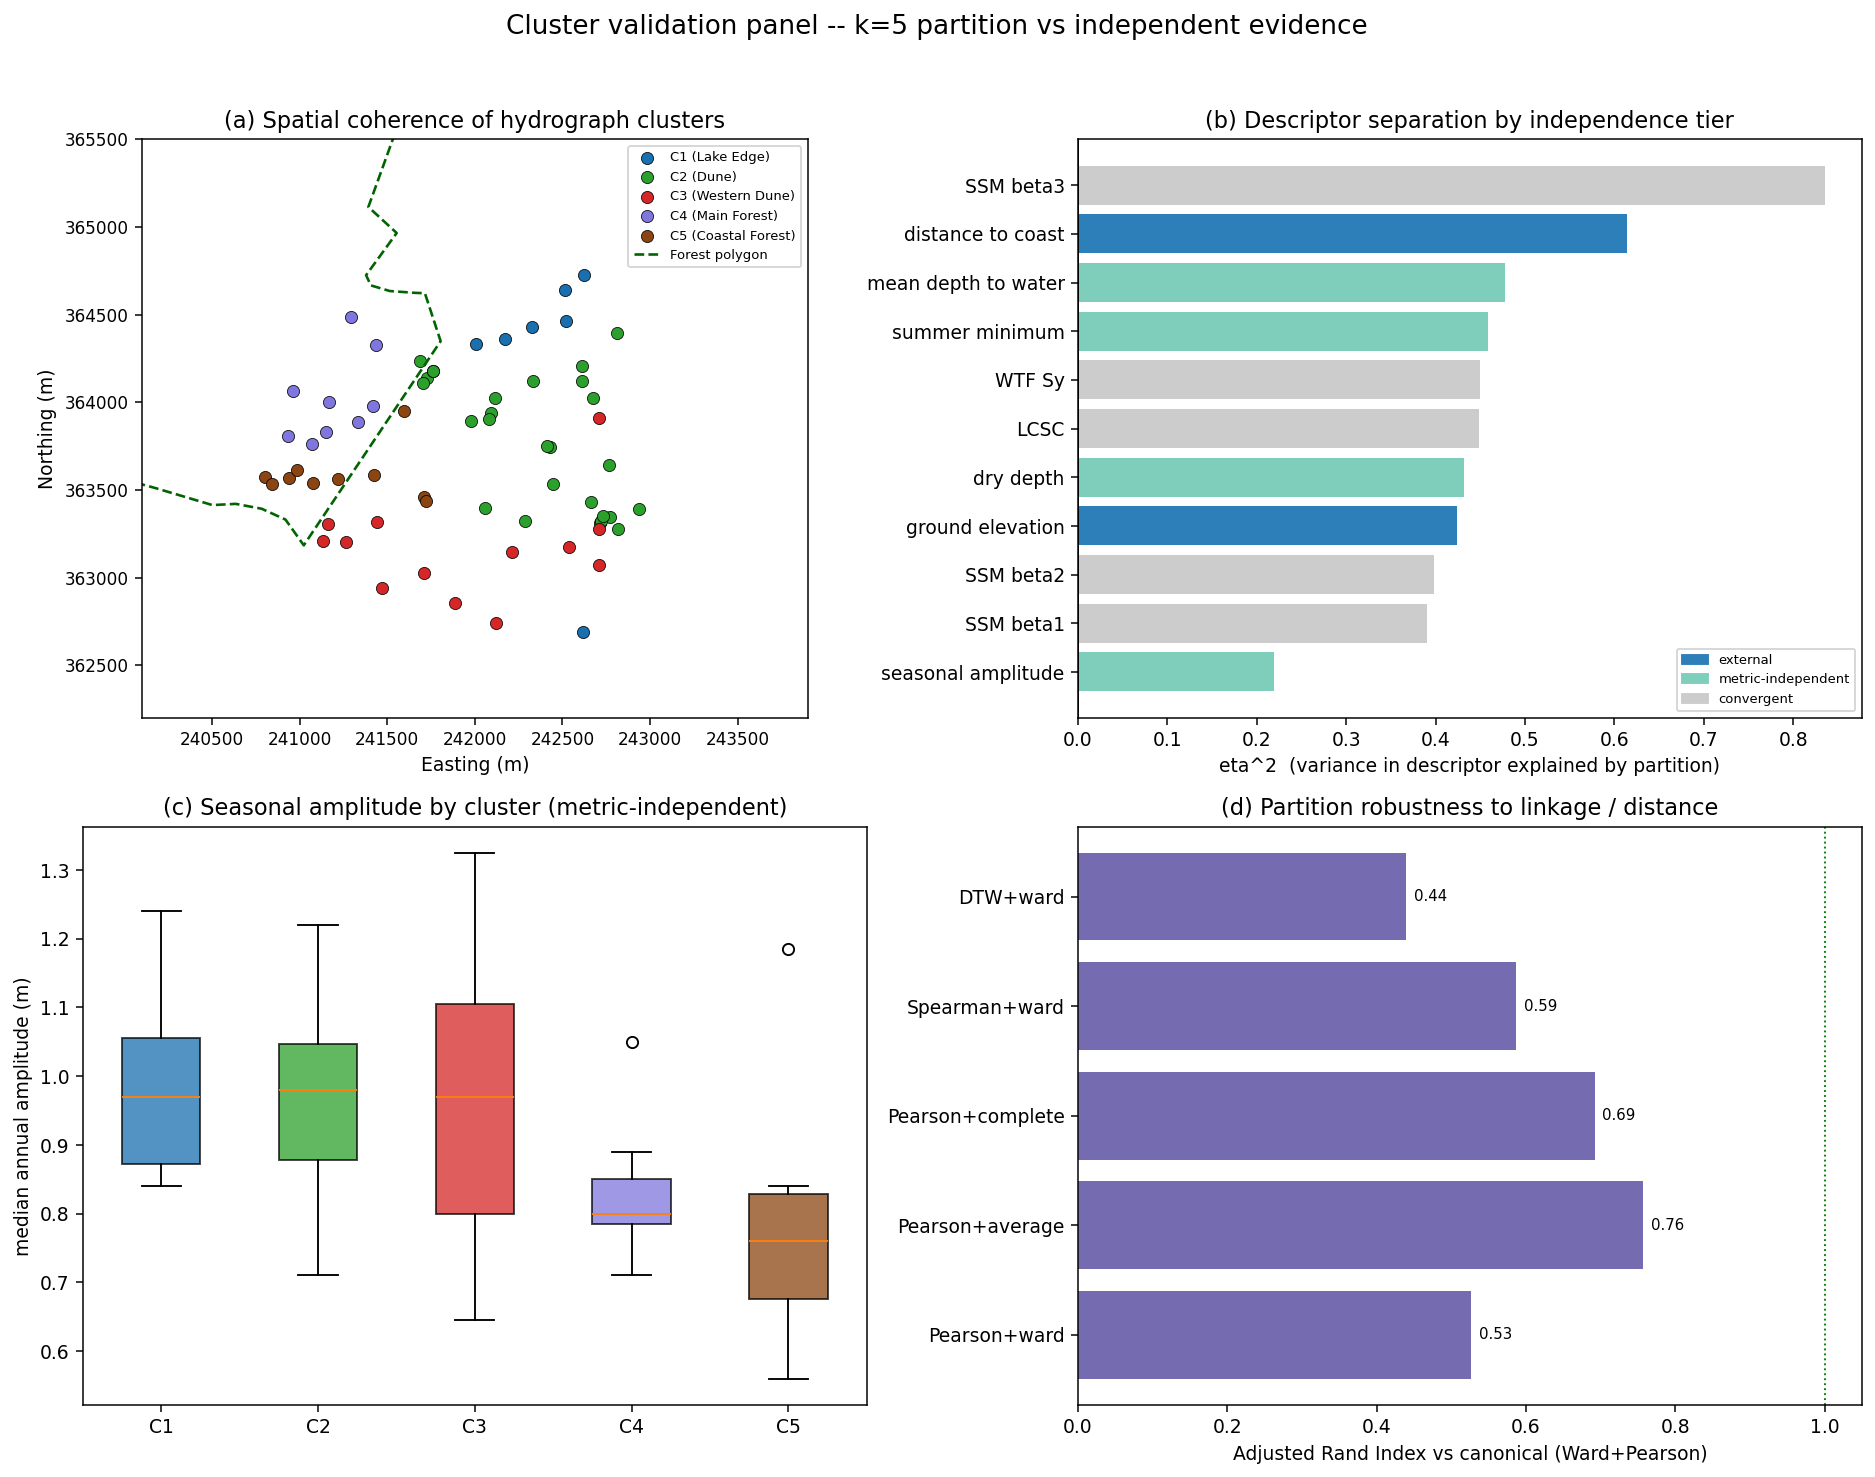 Cluster validation panel -- k=5 partition vs independent evidence
(a) Spatial coherence of hydrograph clusters
365500
365000
364500
364000
363500
363000
362500
Northing (m)
240500 241000 241500 242000 242500 243000 243500
Easting (m)
C1 (Lake Edge)
C2 (Dune)
C3 (Western Dune)
C4 (Main Forest)
C5 (Coastal Forest)
Forest polygon
(b) Descriptor separation by independence tier
SSM beta3
distance to coast
mean depth to water
summer minimum
WTF Sy
LCSC
dry depth
ground elevation
SSM beta2
SSM beta1
seasonal amplitude
external
metric-independent
convergent
0.0 0.1 0.2 0.3 0.4 0.5 0.6 0.7 0.8
eta^2 (variance in descriptor explained by partition)
(c) Seasonal amplitude by cluster (metric-independent)
1.3
1.2
1.1
1.0
0.9
0.8
0.7
0.6
median annual amplitude (m)
C1 C2 C3 C4 C5
(d) Partition robustness to linkage / distance
DTW+ward 0.44
Spearman+ward 0.59
Pearson+complete 0.69
Pearson+average 0.76
Pearson+ward 0.53
0.0 0.2 0.4 0.6 0.8 1.0
Adjusted Rand Index vs canonical (Ward+Pearson)